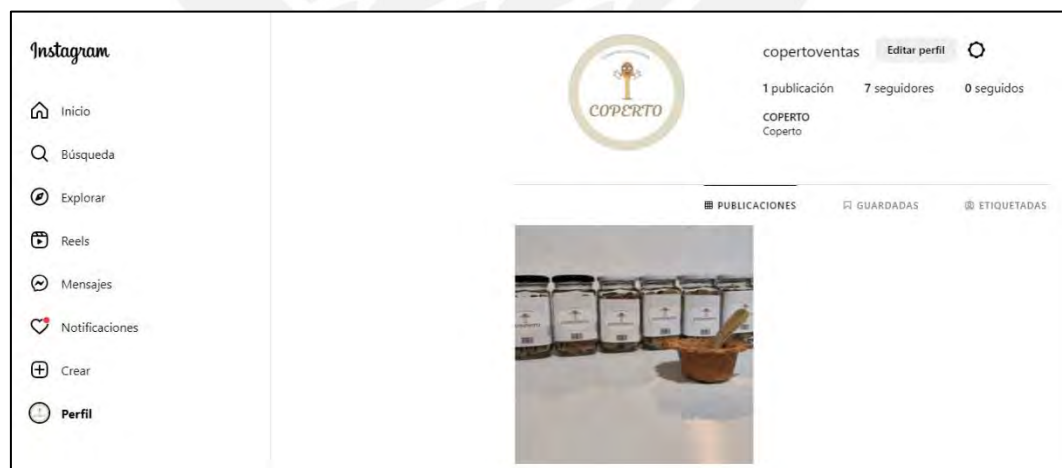 Instagram
Inicio
Búsqueda
Explorar
Reels
Mensajes
Notificaciones
Crear
Perfil
COPERTO
copertoventas Editar perfil
1 publicación 7 seguidores 0 seguidos
COPERTO
Coperto
PUBLICACIONES GUARDADAS ETIQUETADAS